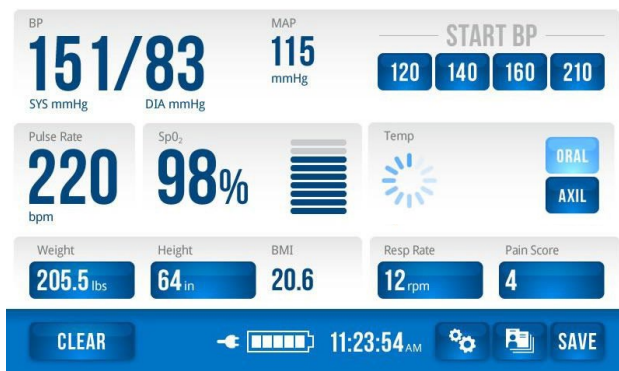 BP
151/83
SYS mmHg DIA mmHg
MAP
115
mmHg
START BP
120 140 160 210
Pulse Rate
220
bpm
SpO₂
98%
Temp
ORAL
AXIL
Weight
205.5 lbs
Height
64 in
BMI
20.6
Resp Rate
12 rpm
Pain Score
4
CLEAR
11:23:54 AM
SAVE